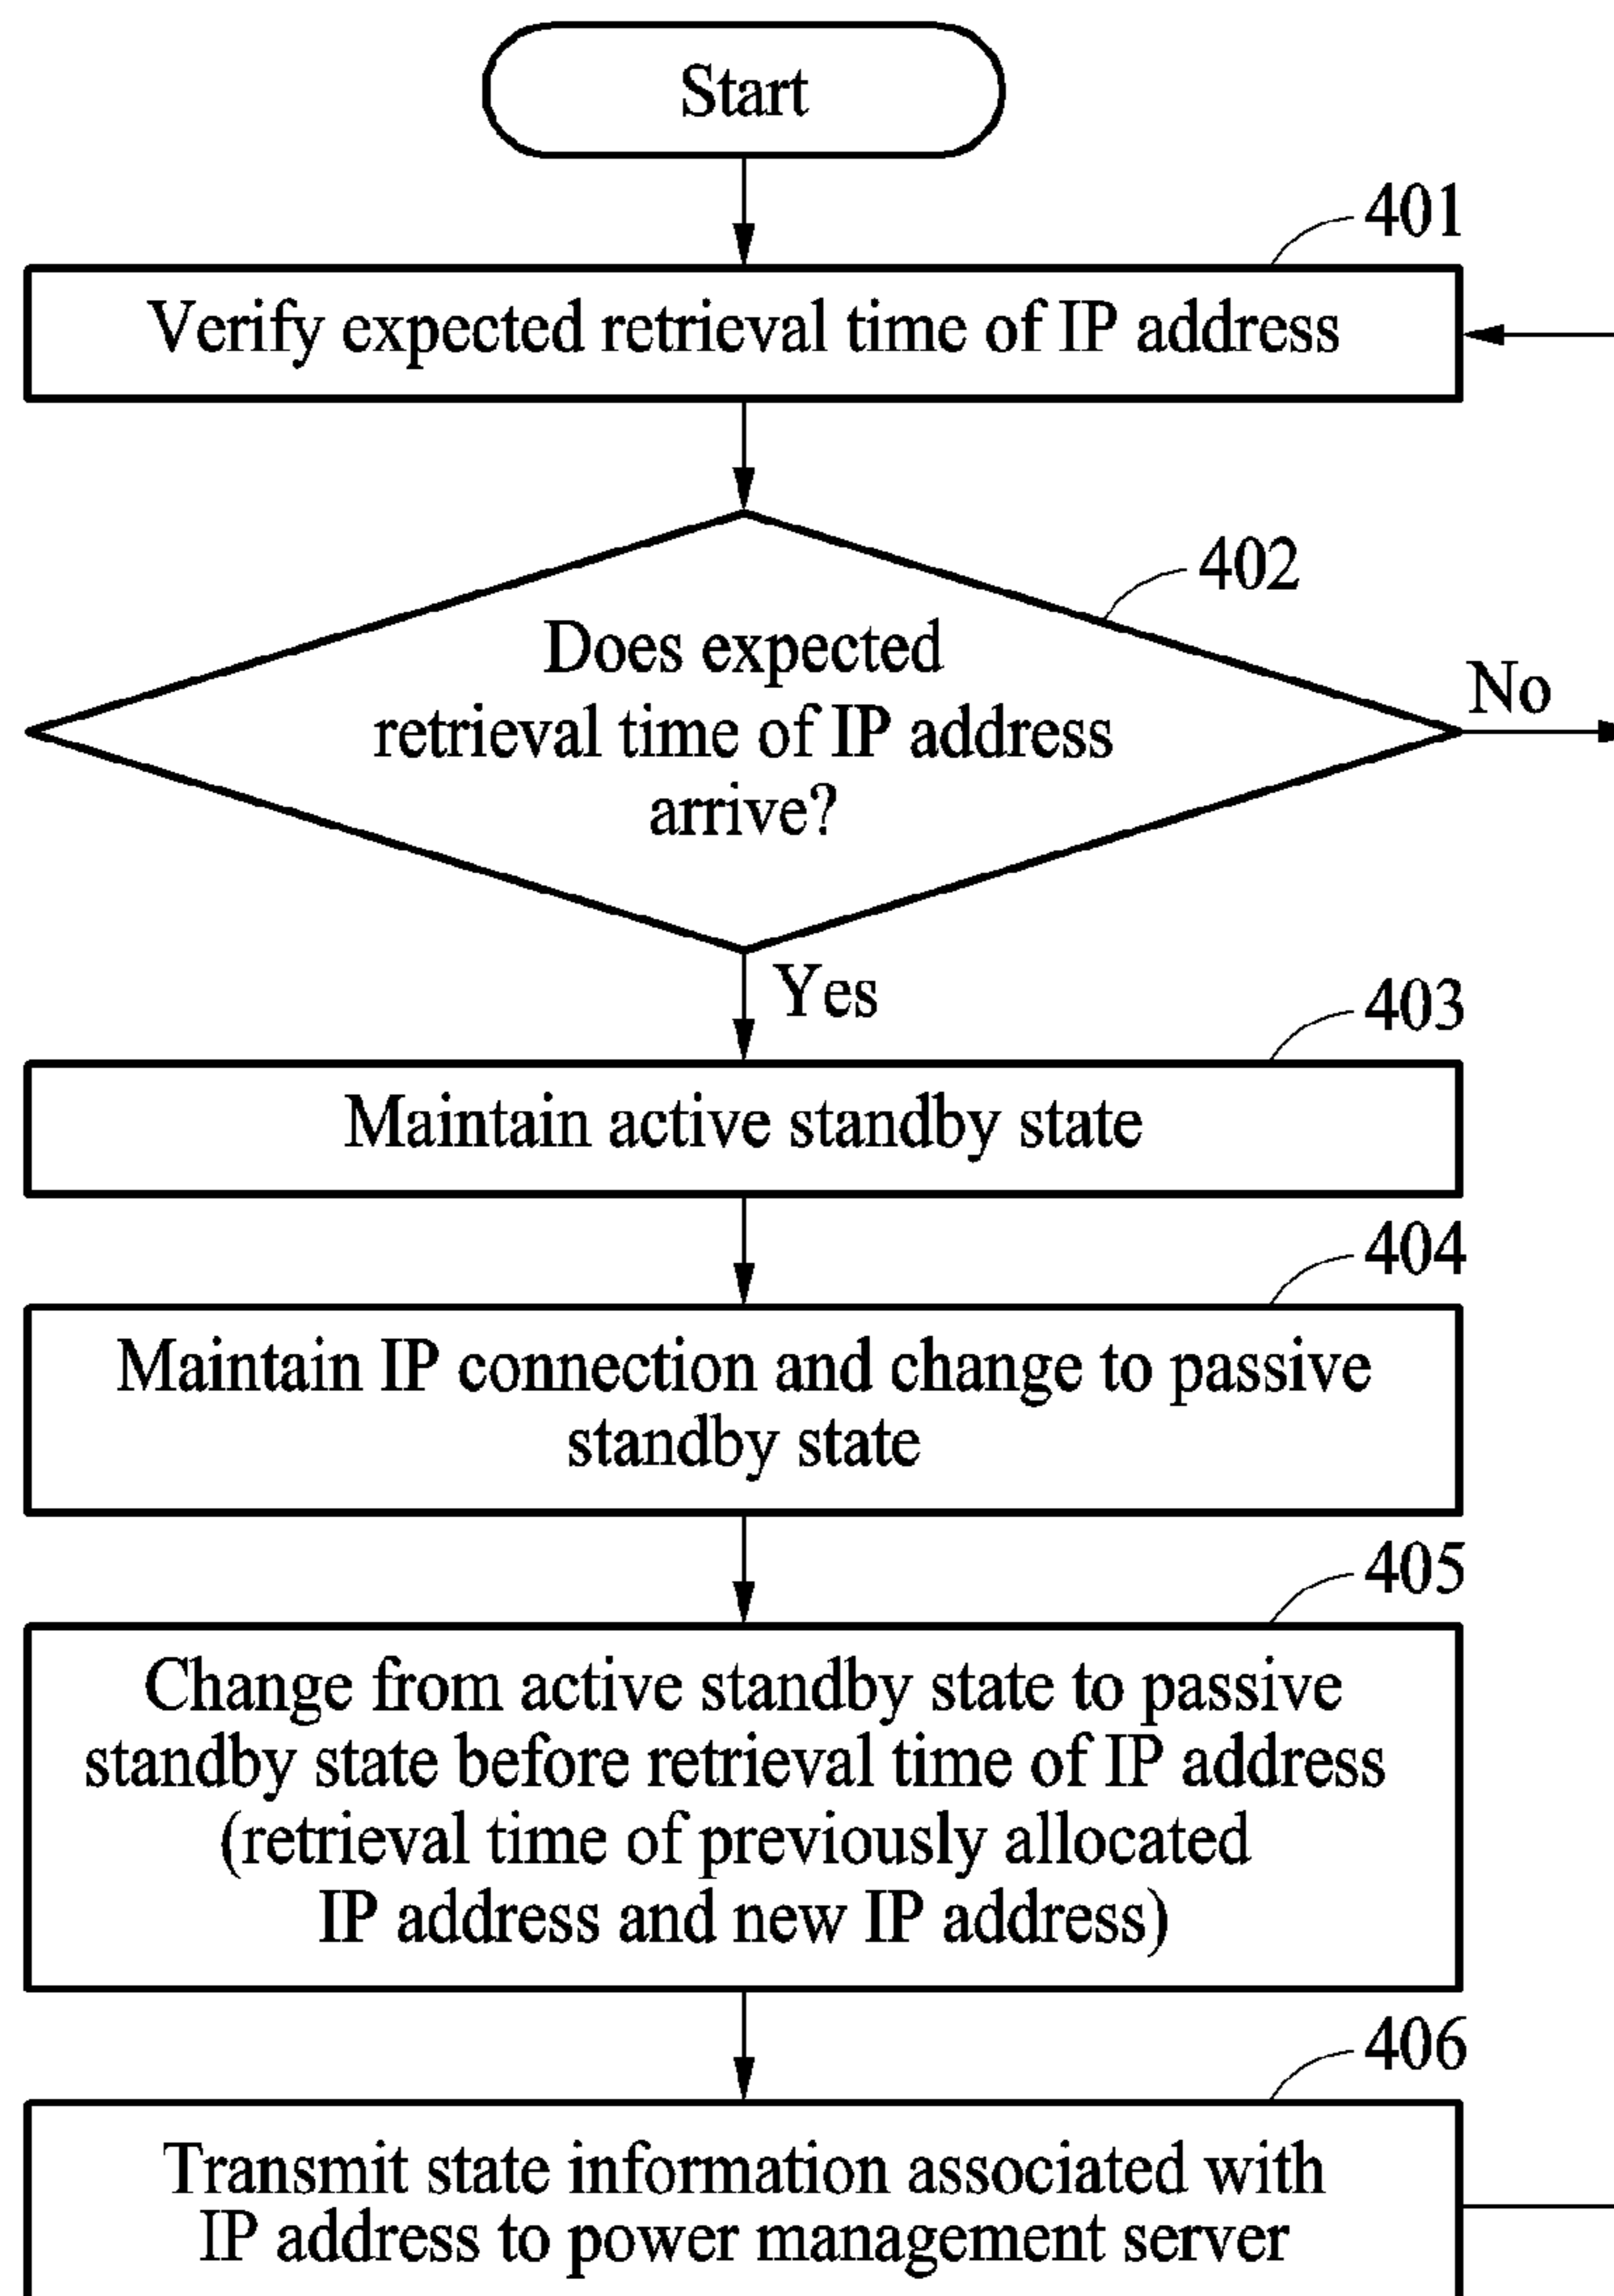 Start
401
Verify expected retrieval time of IP address
402
Does expected
retrieval time of IP address
arrive?
No
Yes
403
Maintain active standby state
404
Maintain IP connection and change to passive
standby state
405
Change from active standby state to passive
standby state before retrieval time of IP address
(retrieval time of previously allocated
IP address and new IP address)
406
Transmit state information associated with
IP address to power management server